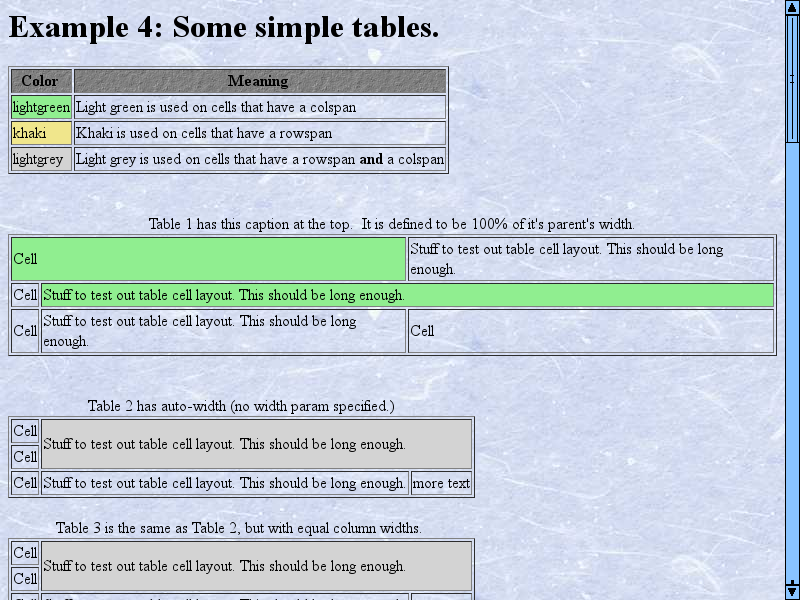 Example 4: Some simple tables.
Color Meaning
lightgreen Light green is used on cells that have a colspan
khaki Khaki is used on cells that have a rowspan
lightgrey Light grey is used on cells that have a rowspan and a colspan
Table 1 has this caption at the top.  It is defined to be 100% of it's parent's width.
Cell Stuff to test out table cell layout. This should be long
enough.
Cell Stuff to test out table cell layout. This should be long enough.
Cell Stuff to test out table cell layout. This should be long
enough. Cell
Table 2 has auto-width (no width param specified.)
Cell Stuff to test out table cell layout. This should be long enough.
Cell
Cell Stuff to test out table cell layout. This should be long enough. more text
Table 3 is the same as Table 2, but with equal column widths.
Cell Stuff to test out table cell layout. This should be long enough.
Cell